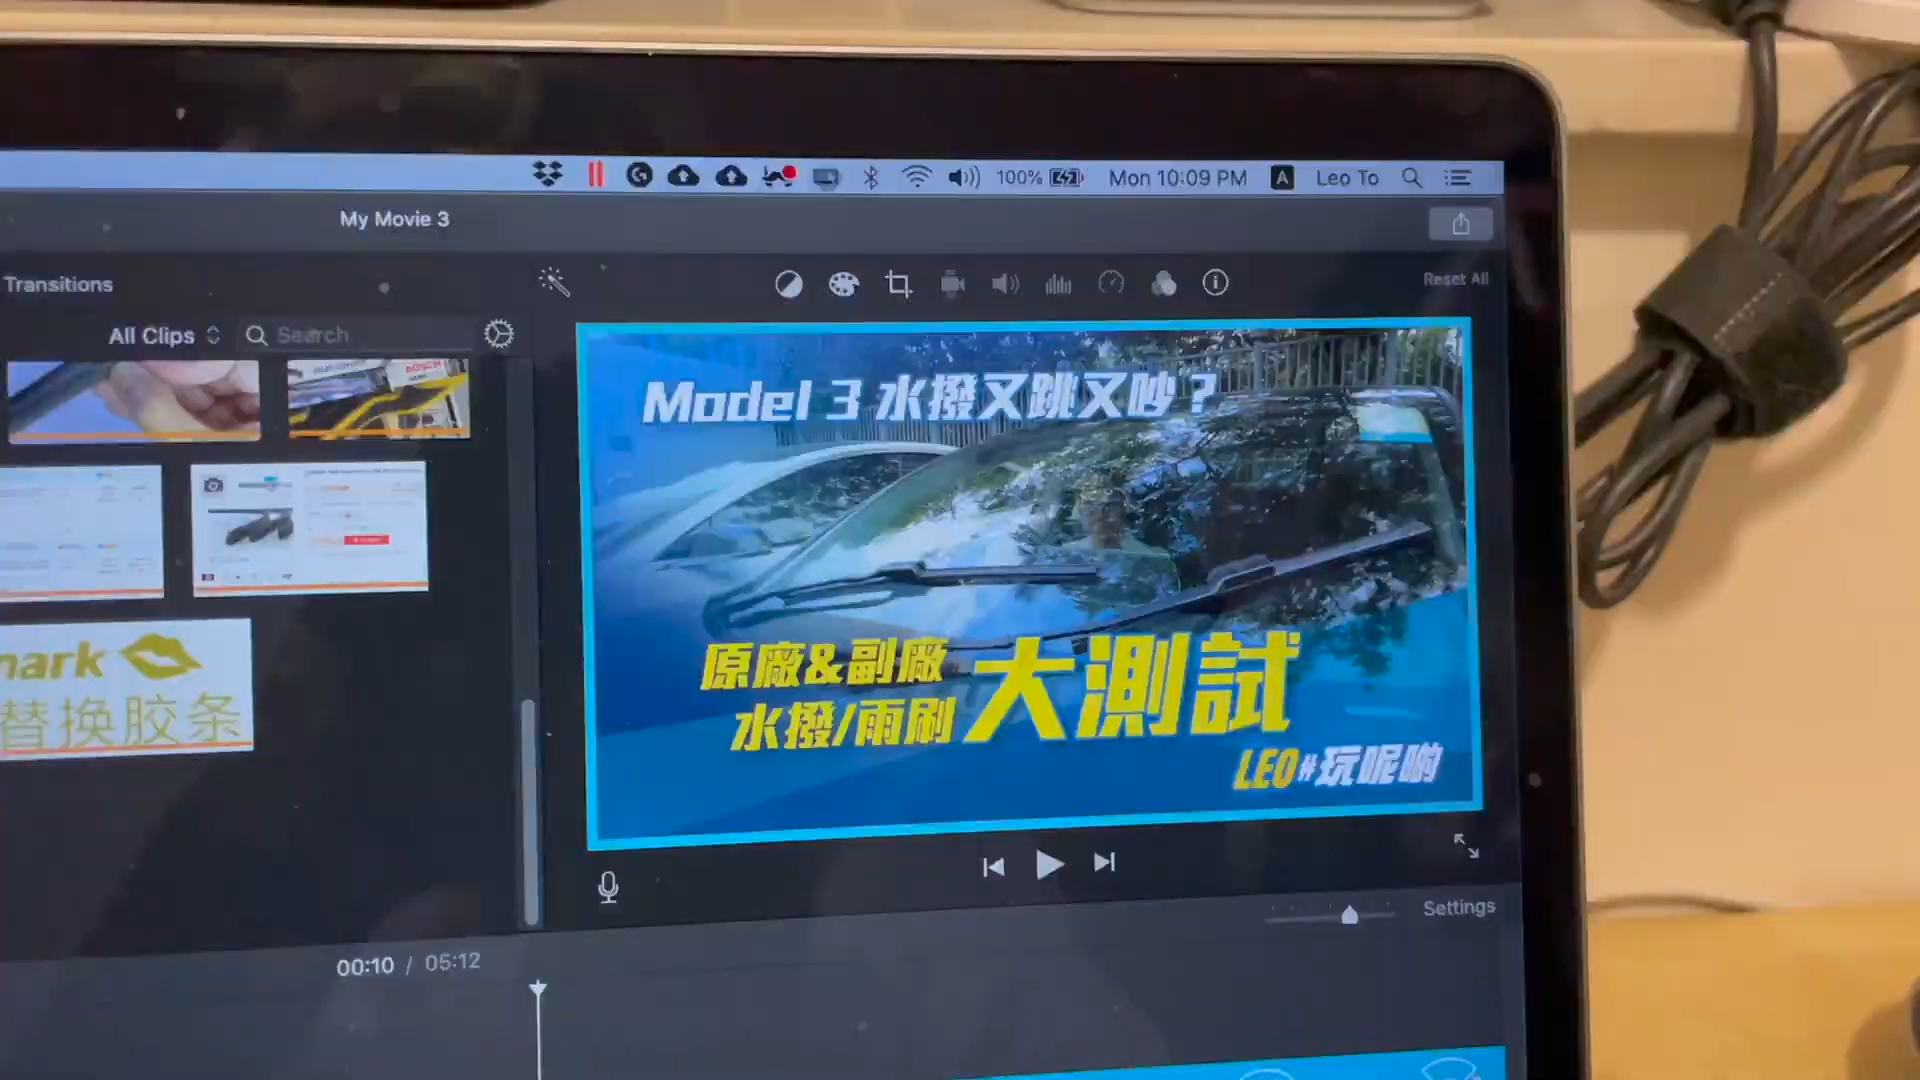 100%
Mon 10:09 PM
A
Leo To
My Movie 3
Transitions
Reset All
All Clips
Search
BOSCH
Model 3 水撥又跳又吵？
原廠&副廠
水撥/雨刷
大測試
LEO#玩呢啲
mark
替换胶条
Settings
00:10 / 05:12